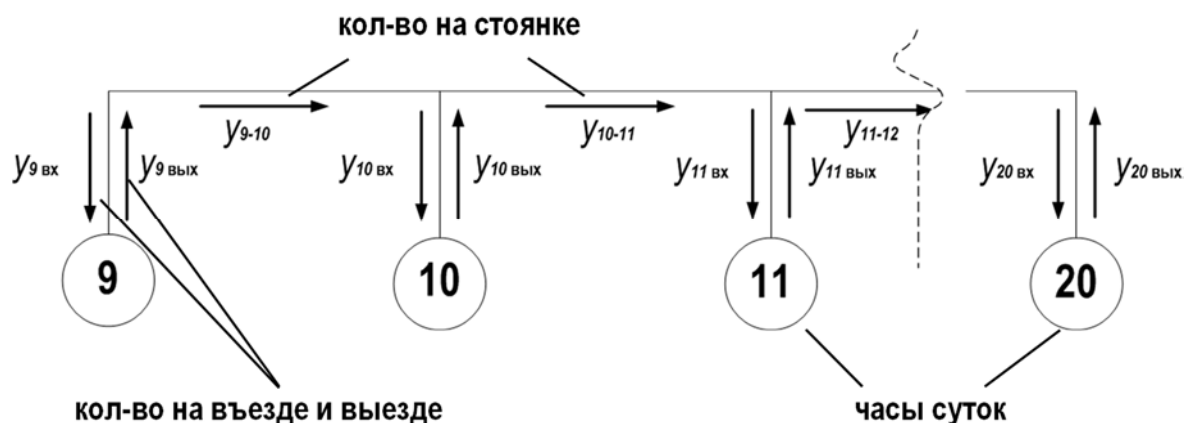 кол-во на стоянке
y9-10
y10-11
y11-12
y9 вх
y9 вых
y10 вх
y10 вых
y11 вх
y11 вых
y20 вх
y20 вых
9
10
11
20
кол-во на въезде и выезде
часы суток